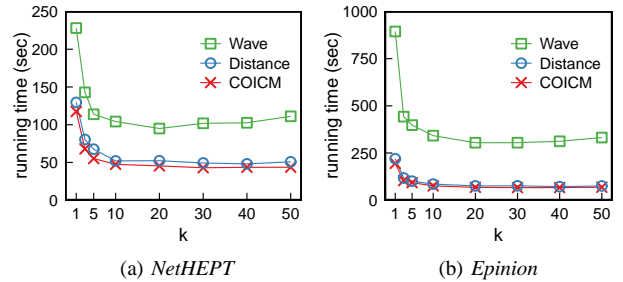 250
200
150
100
50
0
running time (sec)
Wave
Distance
COICM
1 5 10 20 30 40 50
k
(a) NetHEPT
1000
750
500
250
0
running time (sec)
Wave
Distance
COICM
1 5 10 20 30 40 50
k
(b) Epinion